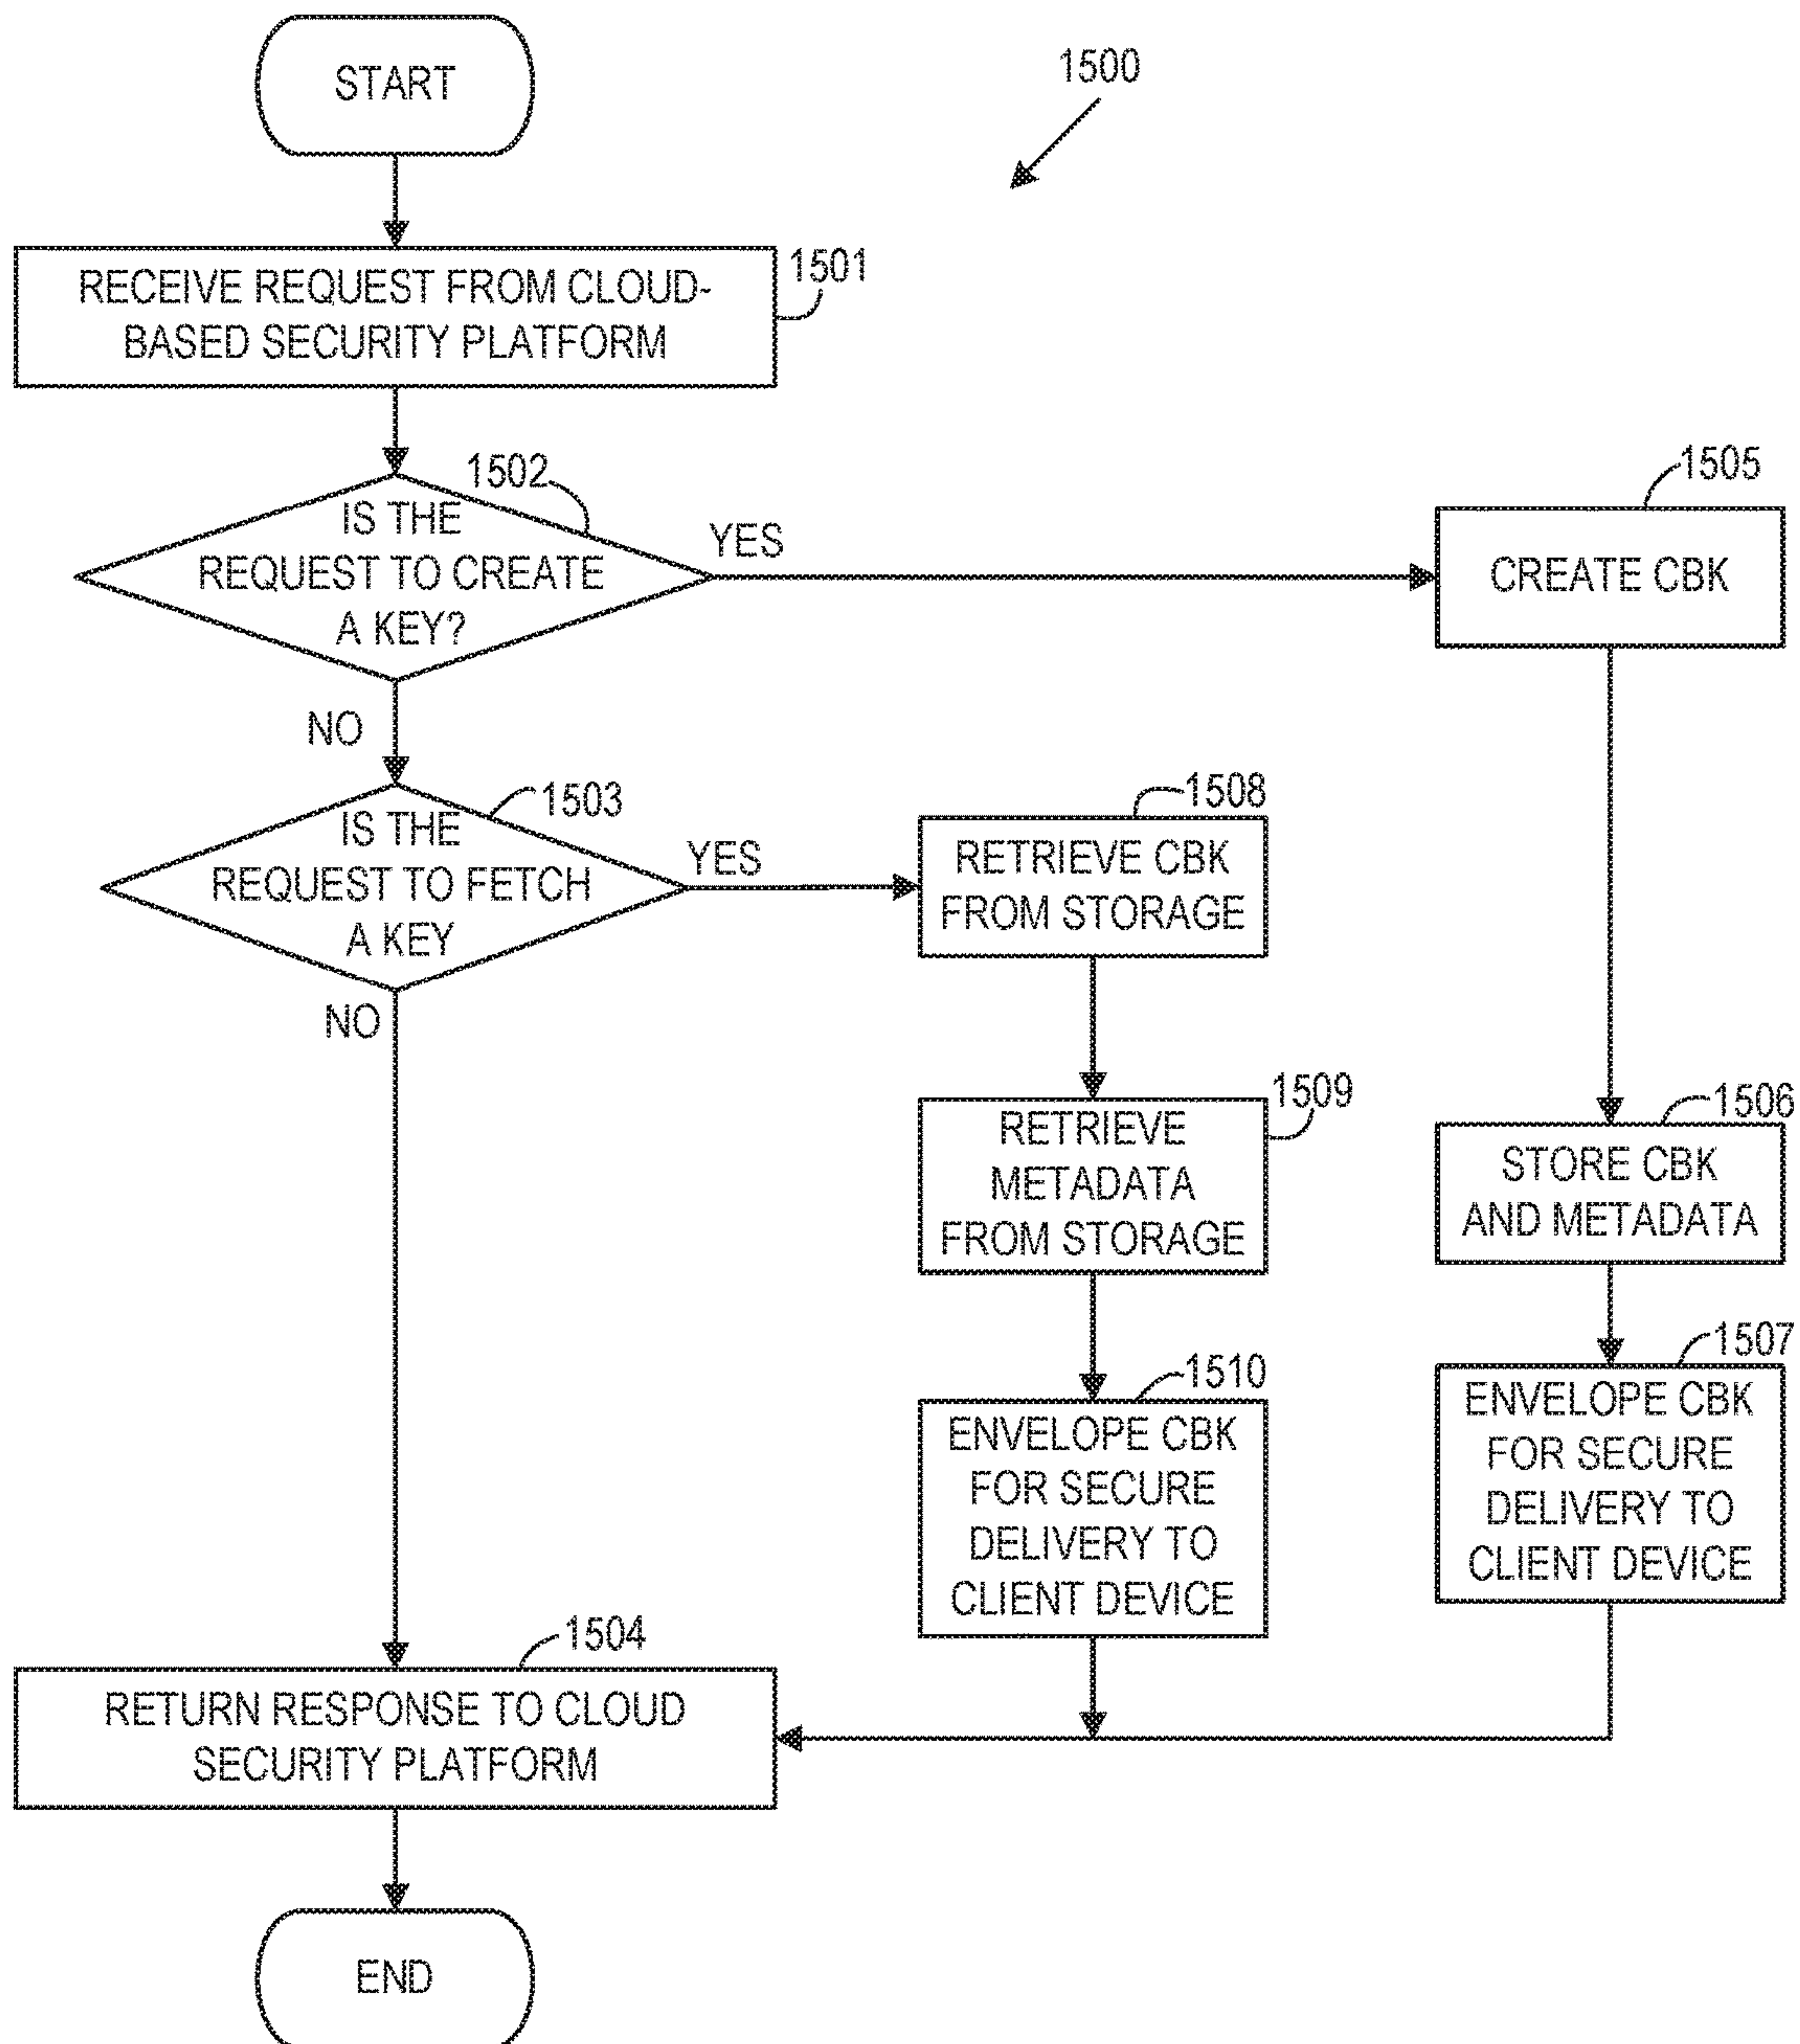 START
1500
RECEIVE REQUEST FROM CLOUD-
BASED SECURITY PLATFORM
1501
1502
IS THE
REQUEST TO CREATE
A KEY?
YES
NO
1505
CREATE CBK
1503
IS THE
REQUEST TO FETCH
A KEY
YES
NO
1508
RETRIEVE CBK
FROM STORAGE
1509
RETRIEVE
METADATA
FROM STORAGE
1506
STORE CBK
AND METADATA
1510
ENVELOPE CBK
FOR SECURE
DELIVERY TO
CLIENT DEVICE
1507
ENVELOPE CBK
FOR SECURE
DELIVERY TO
CLIENT DEVICE
1504
RETURN RESPONSE TO CLOUD
SECURITY PLATFORM
END